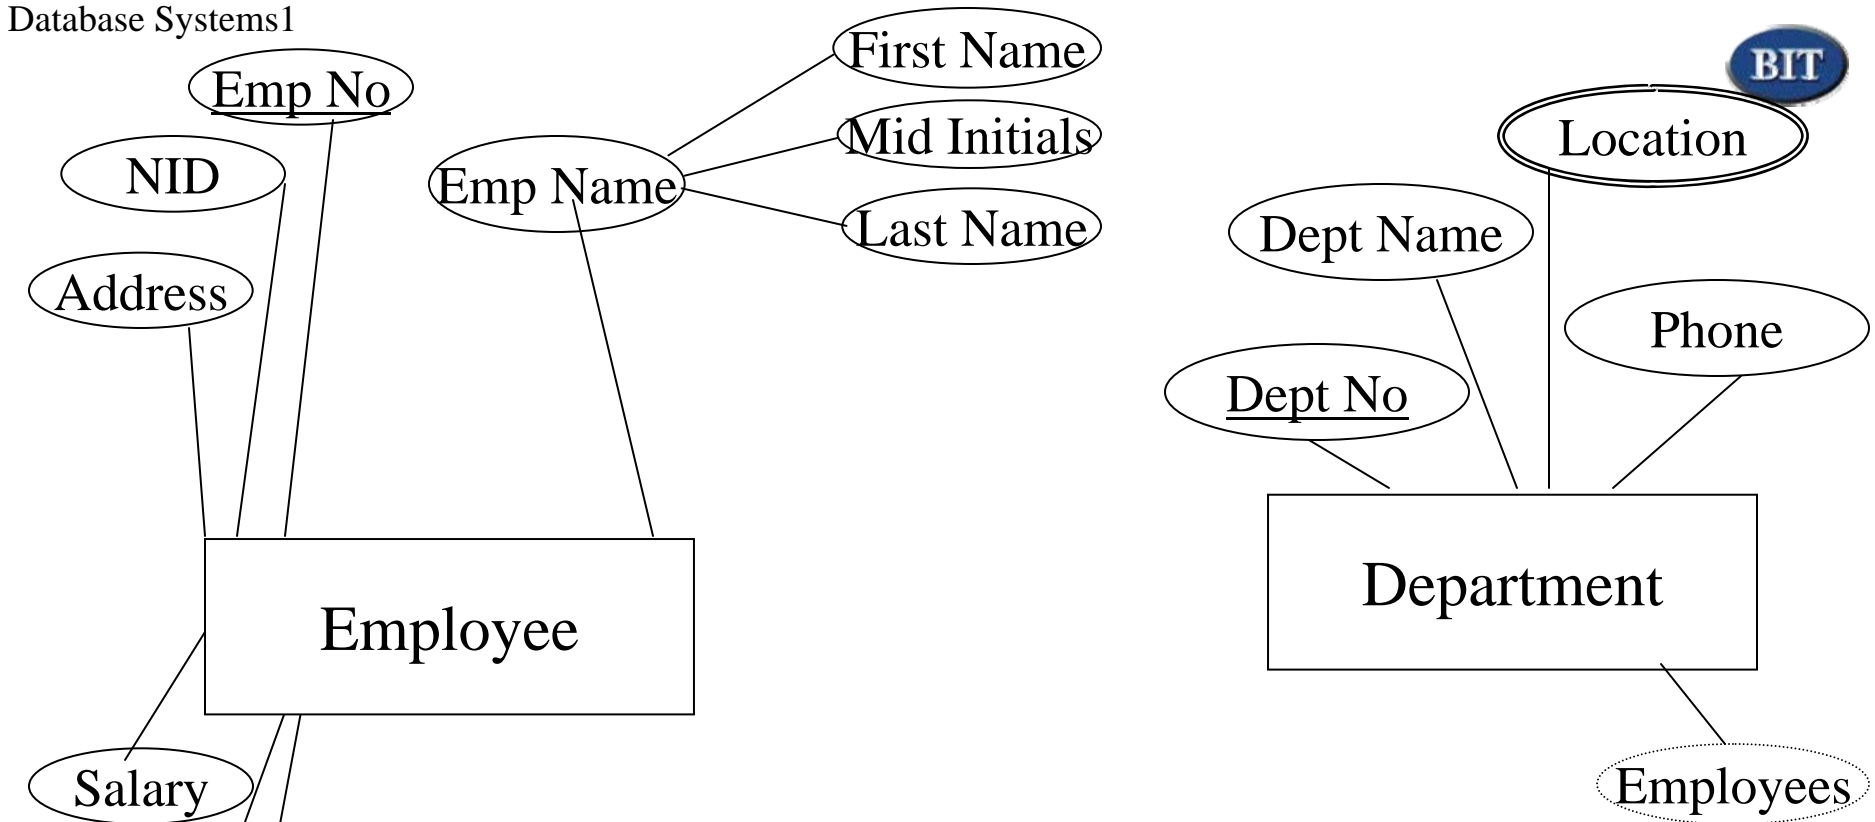 Database Systems1
Emp No
First Name
BIT
Mid Initials
Location
NID
Emp Name
Last Name
Dept Name
Address
Phone
Dept No
Department
Employee
Salary
Employees